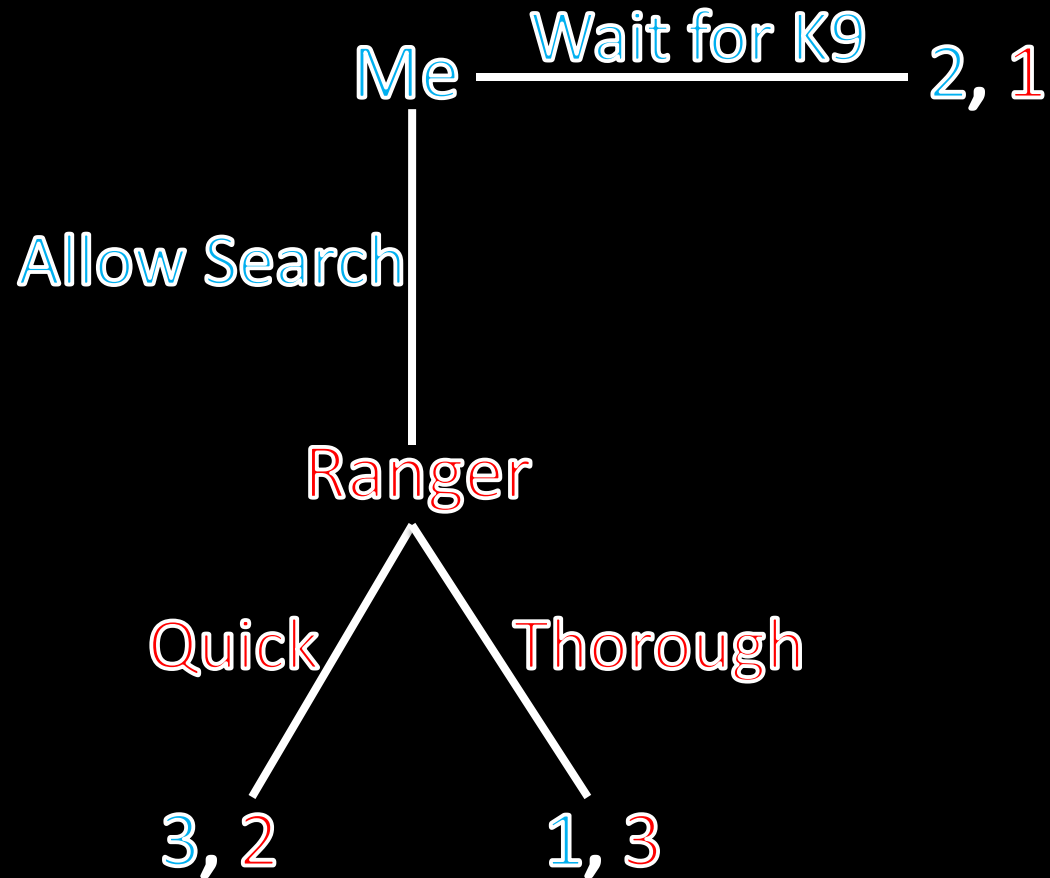 Wait for K9
Me
2, 1
Allow Search
Ranger
Quick
Thorough
3, 2
1, 3